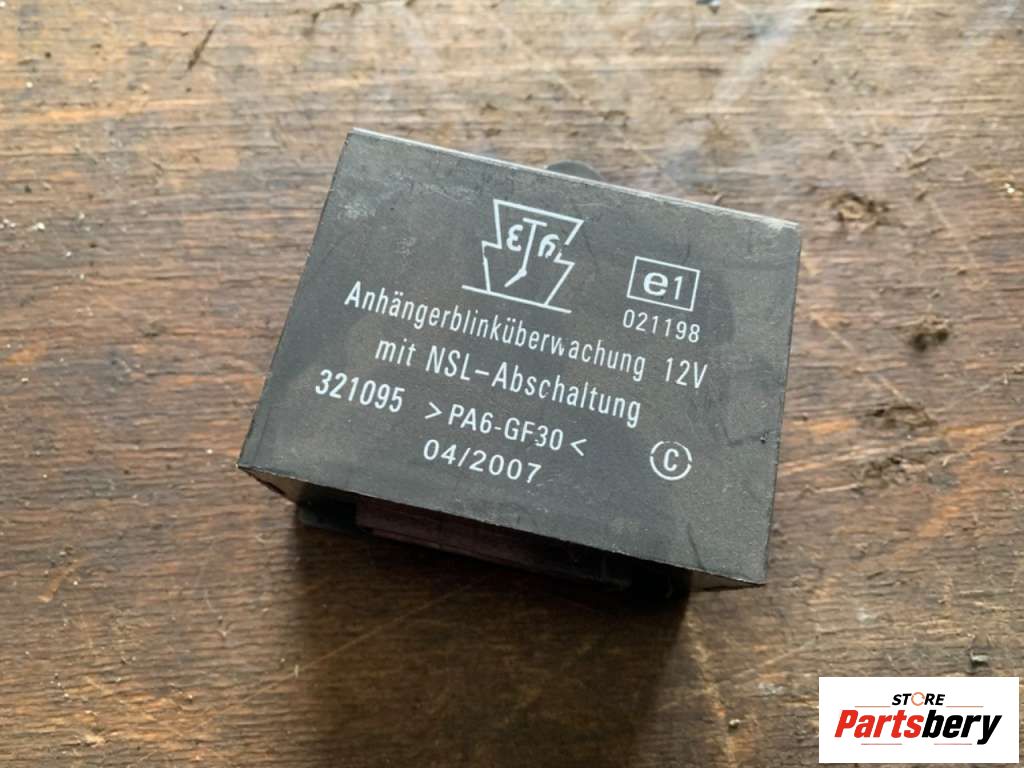 e1
021198
Anhängerblinküberwachung 12V
mit NSL-Abschaltung
321095 >PA6-GF30<
04/2007
C
STORE
Partsbery